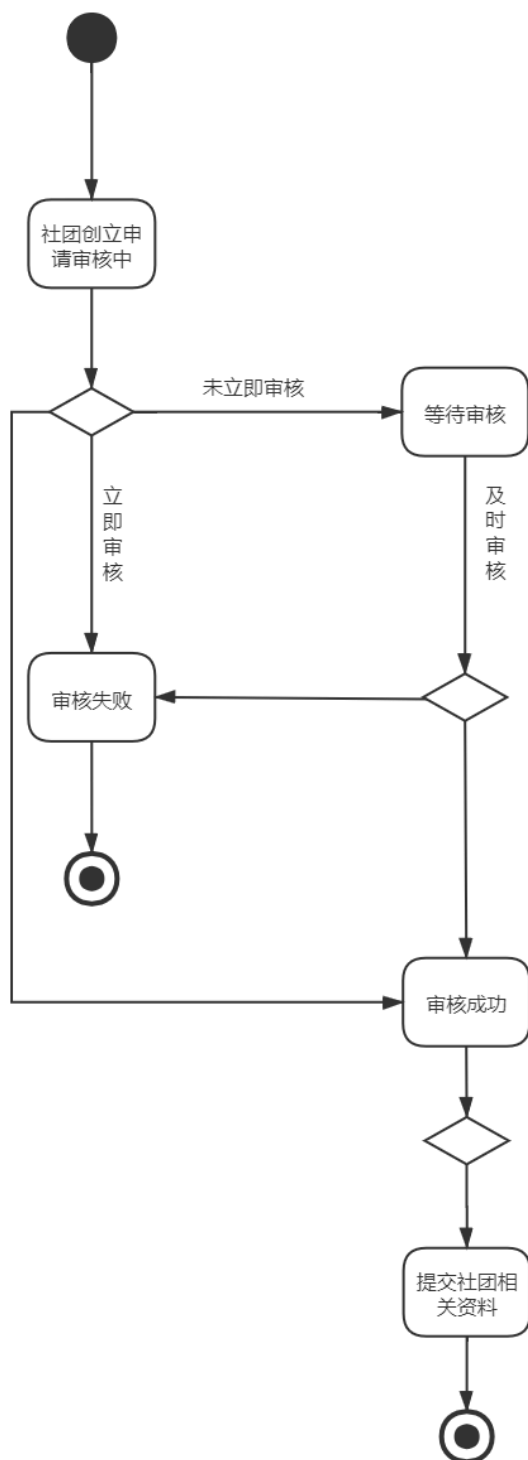 社团创立申
请审核中
未立即审核
等待审核
立
即
审
核
及
时
审
核
审核失败
审核成功
提交社团相
关资料